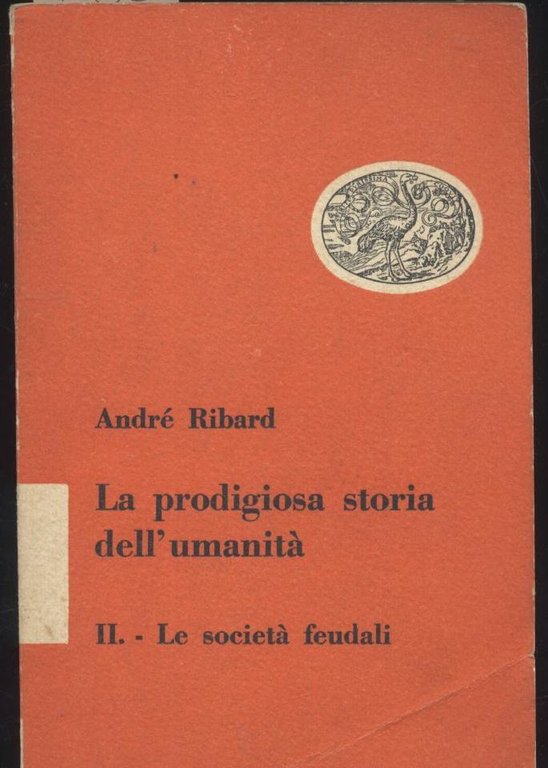 André Ribard
La prodigiosa storia
dell'umanità
II. - Le società feudali